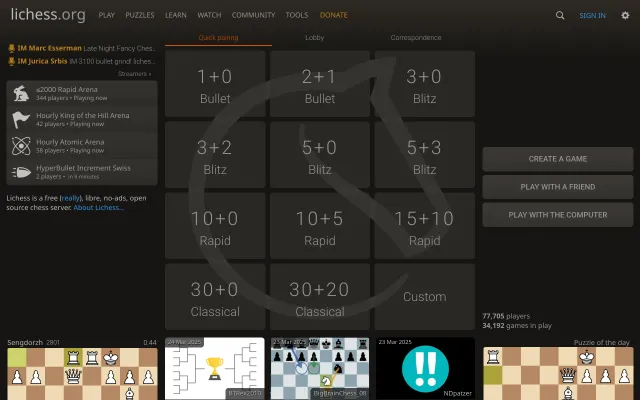 lichess.org
PLAY PUZZLES LEARN WATCH COMMUNITY TOOLS DONATE
SIGN IN
IM Marc Esserman Late Night Fancy Ches..
IM Jurica Srbis IM 3100 bullet grind! liches...
Streamers »
≤2000 Rapid Arena
344 players • Playing now
Hourly King of the Hill Arena
42 players • Playing now
Hourly Atomic Arena
58 players • Playing now
HyperBullet Increment Swiss
2 players • in 6 minutes
Lichess is a free (really), libre, no-ads, open
source chess server. About Lichess...
Quick pairing Lobby Correspondence
1+0
Bullet
2+1
Bullet
3+0
Blitz
3+2
Blitz
5+0
Blitz
5+3
Blitz
10+0
Rapid
10+5
Rapid
15+10
Rapid
30+0
Classical
30+20
Classical
Custom
CREATE A GAME
PLAY WITH A FRIEND
PLAY WITH THE COMPUTER
77,705 players
34,192 games in play
Sengdorzh 2801 0:44
24 Mar 2025
23 Mar 2025
BigBrainChess_08
23 Mar 2025
!!
NDpatzer
Puzzle of the day